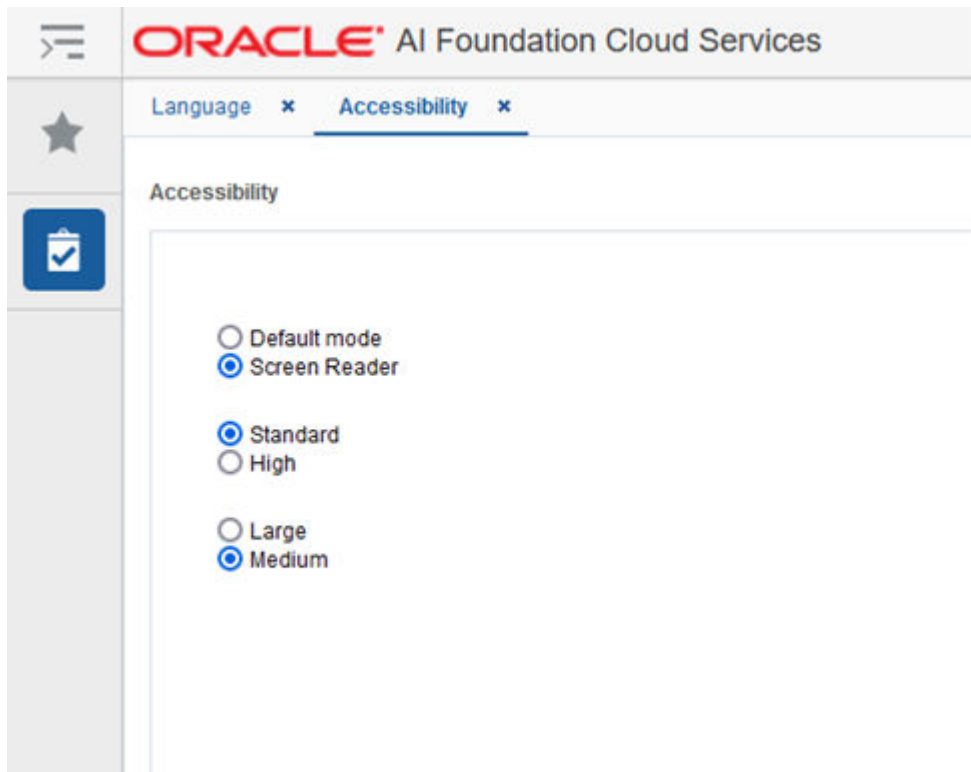 ORACLE AI Foundation Cloud Services
Language Accessibility
Accessibility
Default mode
Screen Reader
Standard
High
Large
Medium